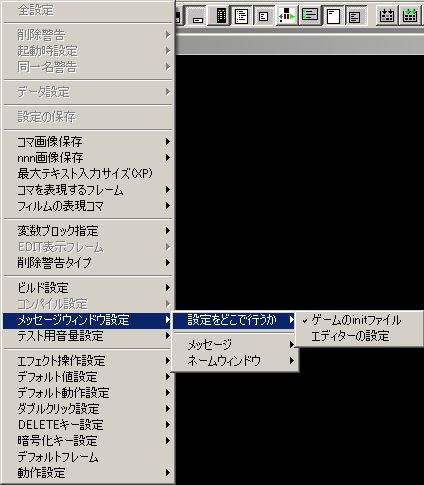 全設定
削除警告
起動時設定
同一名警告
データ設定
設定の保存
コマ画像保存
nnn画像保存
最大テキスト入力サイズ(XP)
コマを表現するフレーム
フィルムの表現コマ
変数ブロック指定
EDIT表示フレーム
削除警告タイプ
ビルド設定
コンパイル設定
メッセージウィンドウ設定
テスト用音量設定
エフェクト操作設定
デフォルト値設定
デフォルト動作設定
ダブルクリック設定
DELETEキー設定
暗号化キー設定
デフォルトフレーム
動作設定
設定をどこで行うか
メッセージ
ネームウィンドウ
ゲームのinitファイル
エディターの設定